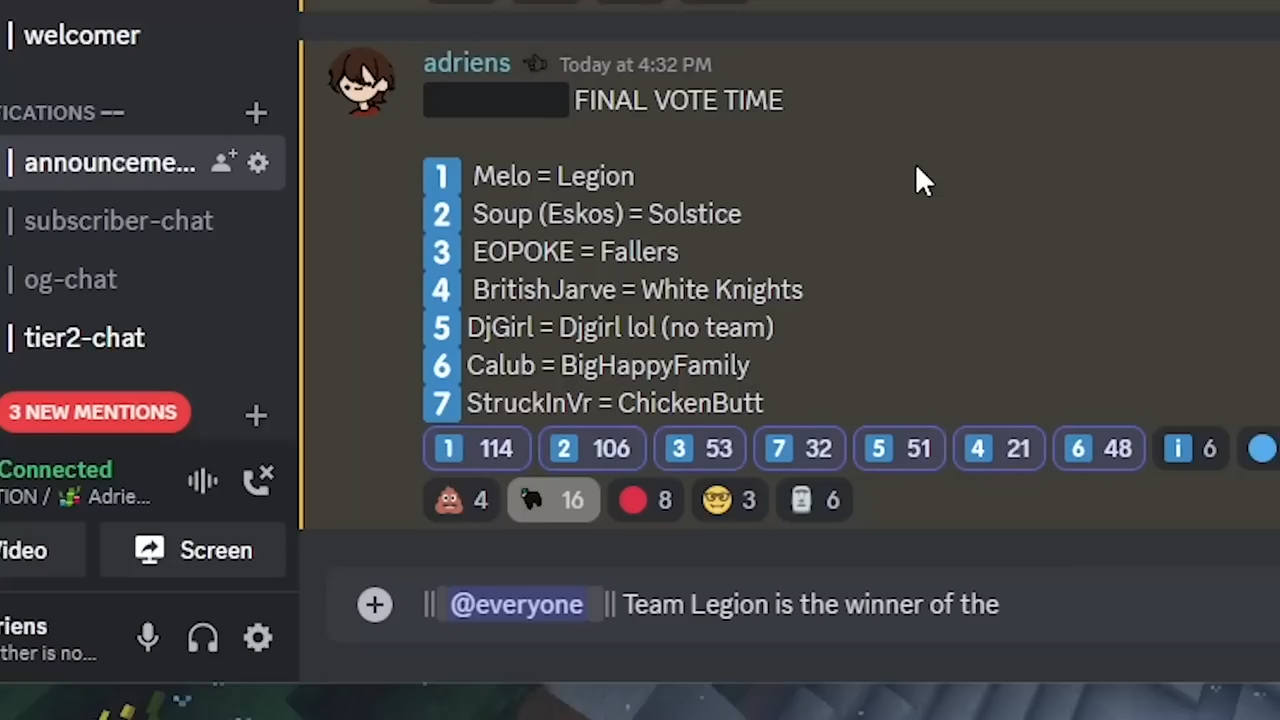 welcomer
FICATIONS ––
announceme...
subscriber-chat
og-chat
tier2-chat
3 NEW MENTIONS
Connected
TION / Adrie...
Video
Screen
riens
ther is no...
adriens Today at 4:32 PM
FINAL VOTE TIME
1 Melo = Legion
2 Soup (Eskos) = Solstice
3 EOPOKE = Fallers
4 BritishJarve = White Knights
5 DjGirl = Djgirl lol (no team)
6 Calub = BigHappyFamily
7 StruckInVr = ChickenButt
1 114 2 106 3 53 7 32 5 51 4 21 6 48 i 6
4 16 8 3 6
|| @everyone || Team Legion is the winner of the